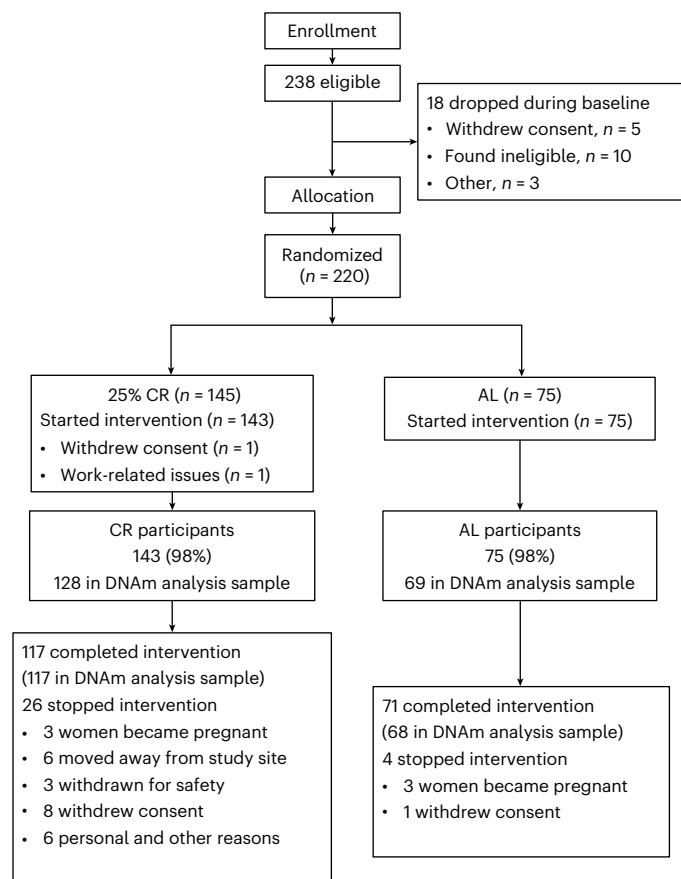 Enrollment
238 eligible
18 dropped during baseline
• Withdrew consent, n = 5
• Found ineligible, n = 10
• Other, n = 3
Allocation
Randomized
(n = 220)
25% CR (n = 145)
Started intervention (n = 143)
• Withdrew consent (n = 1)
• Work-related issues (n = 1)
AL (n = 75)
Started intervention (n = 75)
CR participants
143 (98%)
128 in DNAm analysis sample
AL participants
75 (98%)
69 in DNAm analysis sample
117 completed intervention
(117 in DNAm analysis sample)
26 stopped intervention
• 3 women became pregnant
• 6 moved away from study site
• 3 withdrawn for safety
• 8 withdrew consent
• 6 personal and other reasons
71 completed intervention
(68 in DNAm analysis sample)
4 stopped intervention
• 3 women became pregnant
• 1 withdrew consent